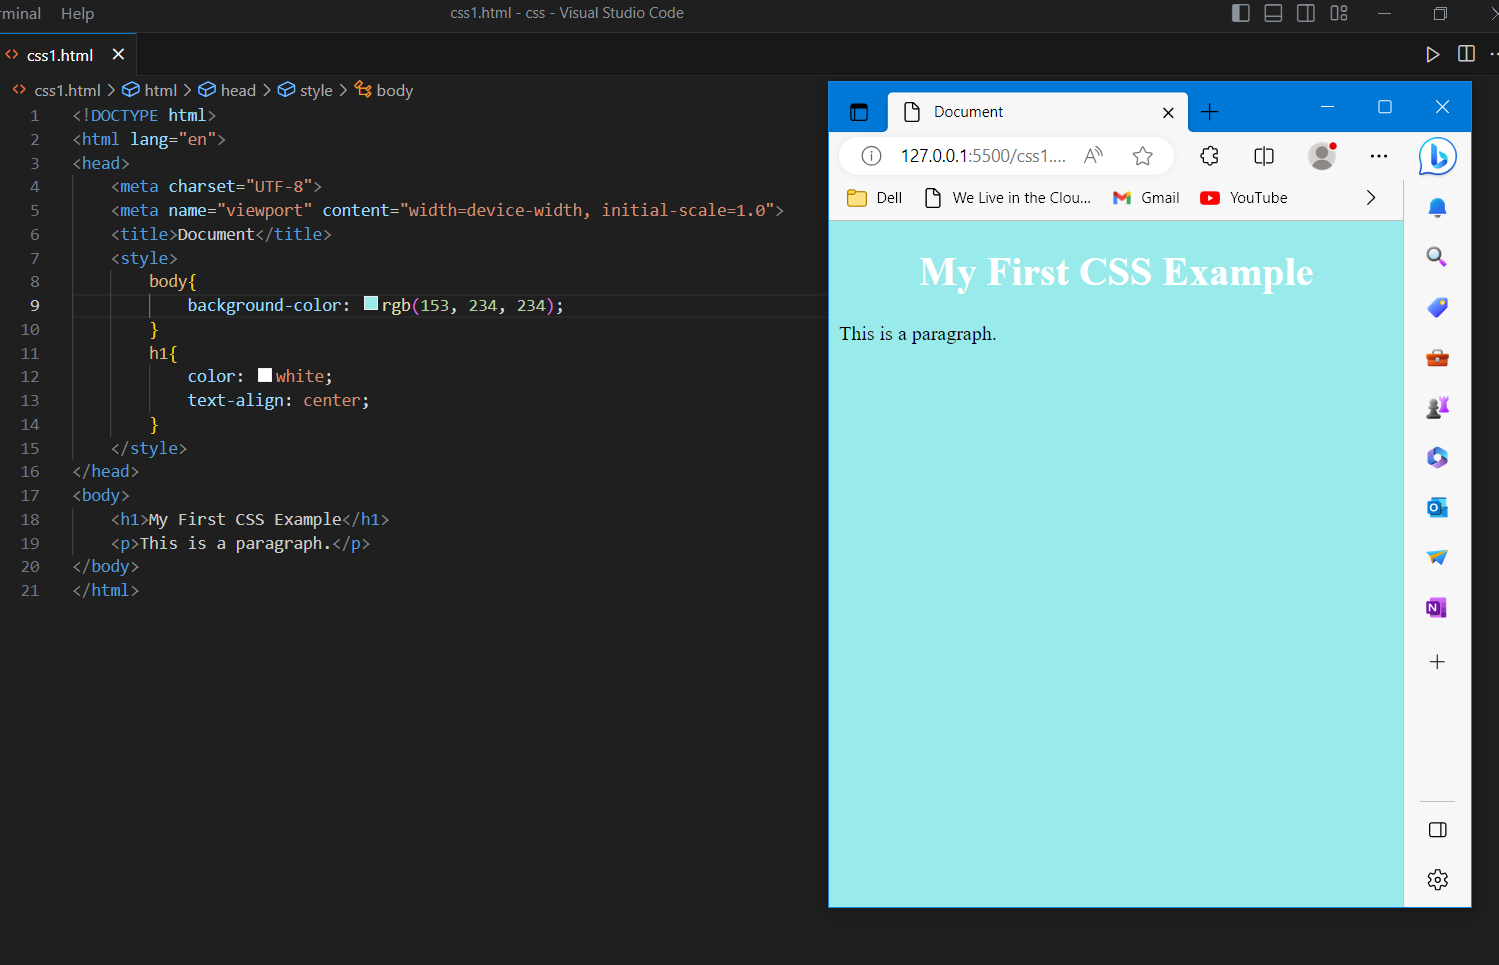 rminal Help css1.html - css - Visual Studio Code
css1.html
css1.html > html > head > style > body
1 <!DOCTYPE html>
2 <html lang="en">
3 <head>
4 <meta charset="UTF-8">
5 <meta name="viewport" content="width=device-width, initial-scale=1.0">
6 <title>Document</title>
7 <style>
8 body{
9 background-color: rgb(153, 234, 234);
10 }
11 h1{
12 color: white;
13 text-align: center;
14 }
15 </style>
16 </head>
17 <body>
18 <h1>My First CSS Example</h1>
19 <p>This is a paragraph.</p>
20 </body>
21 </html>
Document
127.0.0.1:5500/css1....
Dell We Live in the Clou... Gmail YouTube
My First CSS Example
This is a paragraph.